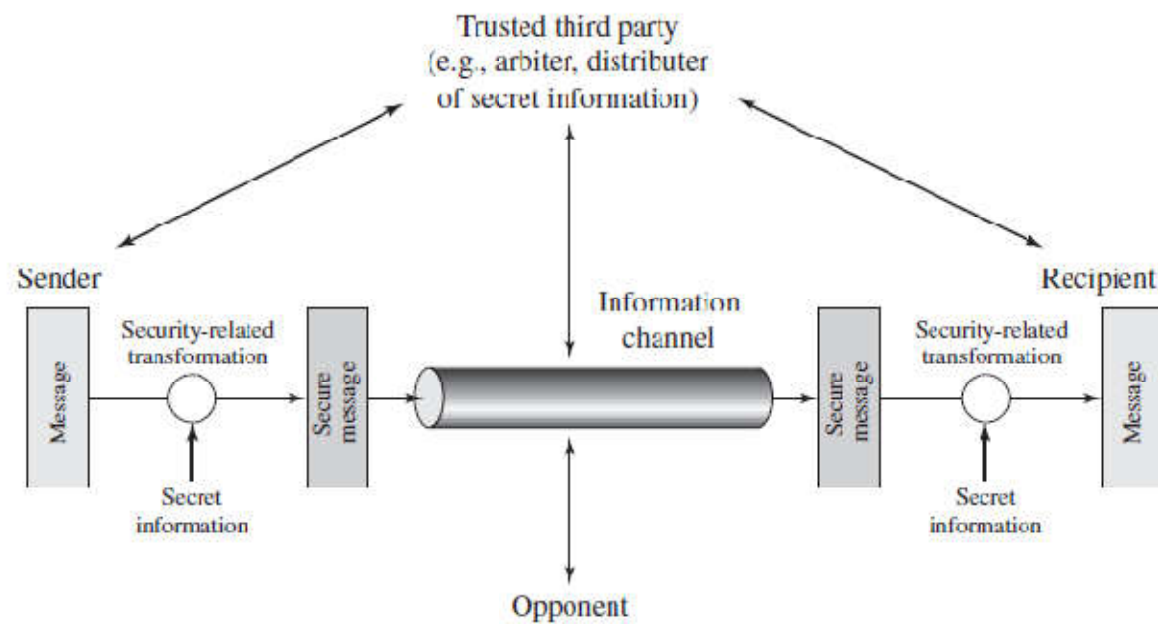 Trusted third party
(e.g., arbiter, distributer
of secret information)
Sender
Recipient
Information
channel
Security-related
transformation
Security-related
transformation
Message
Secure
message
Secure
message
Message
Secret
information
Secret
information
Opponent